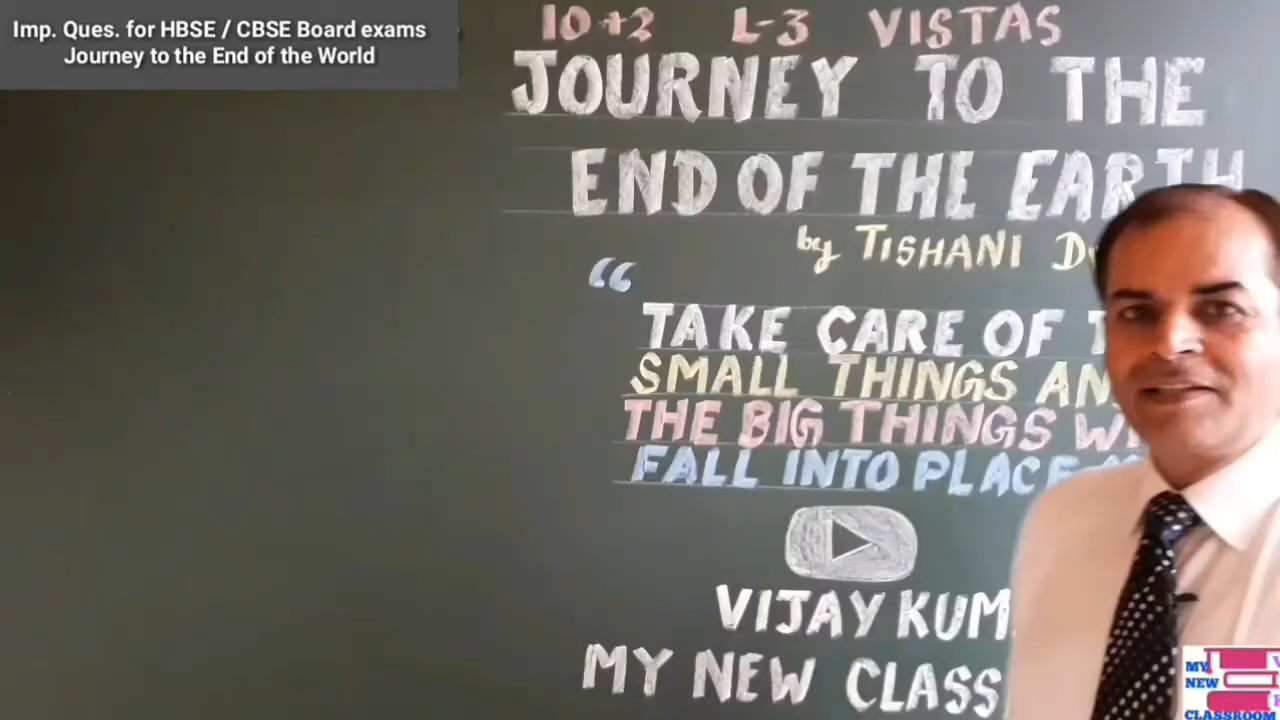 Imp. Ques. for HBSE / CBSE Board exams
Journey to the End of the World
10+2 L-3 VISTAS
JOURNEY TO THE
END OF THE EARTH
by TISHANI
“
TAKE CARE OF
SMALL THINGS
THE BIG THINGS
FALL INTO PLACE
VIJAY
MY NEW CLASS
MY
NEW
CLASSROOM